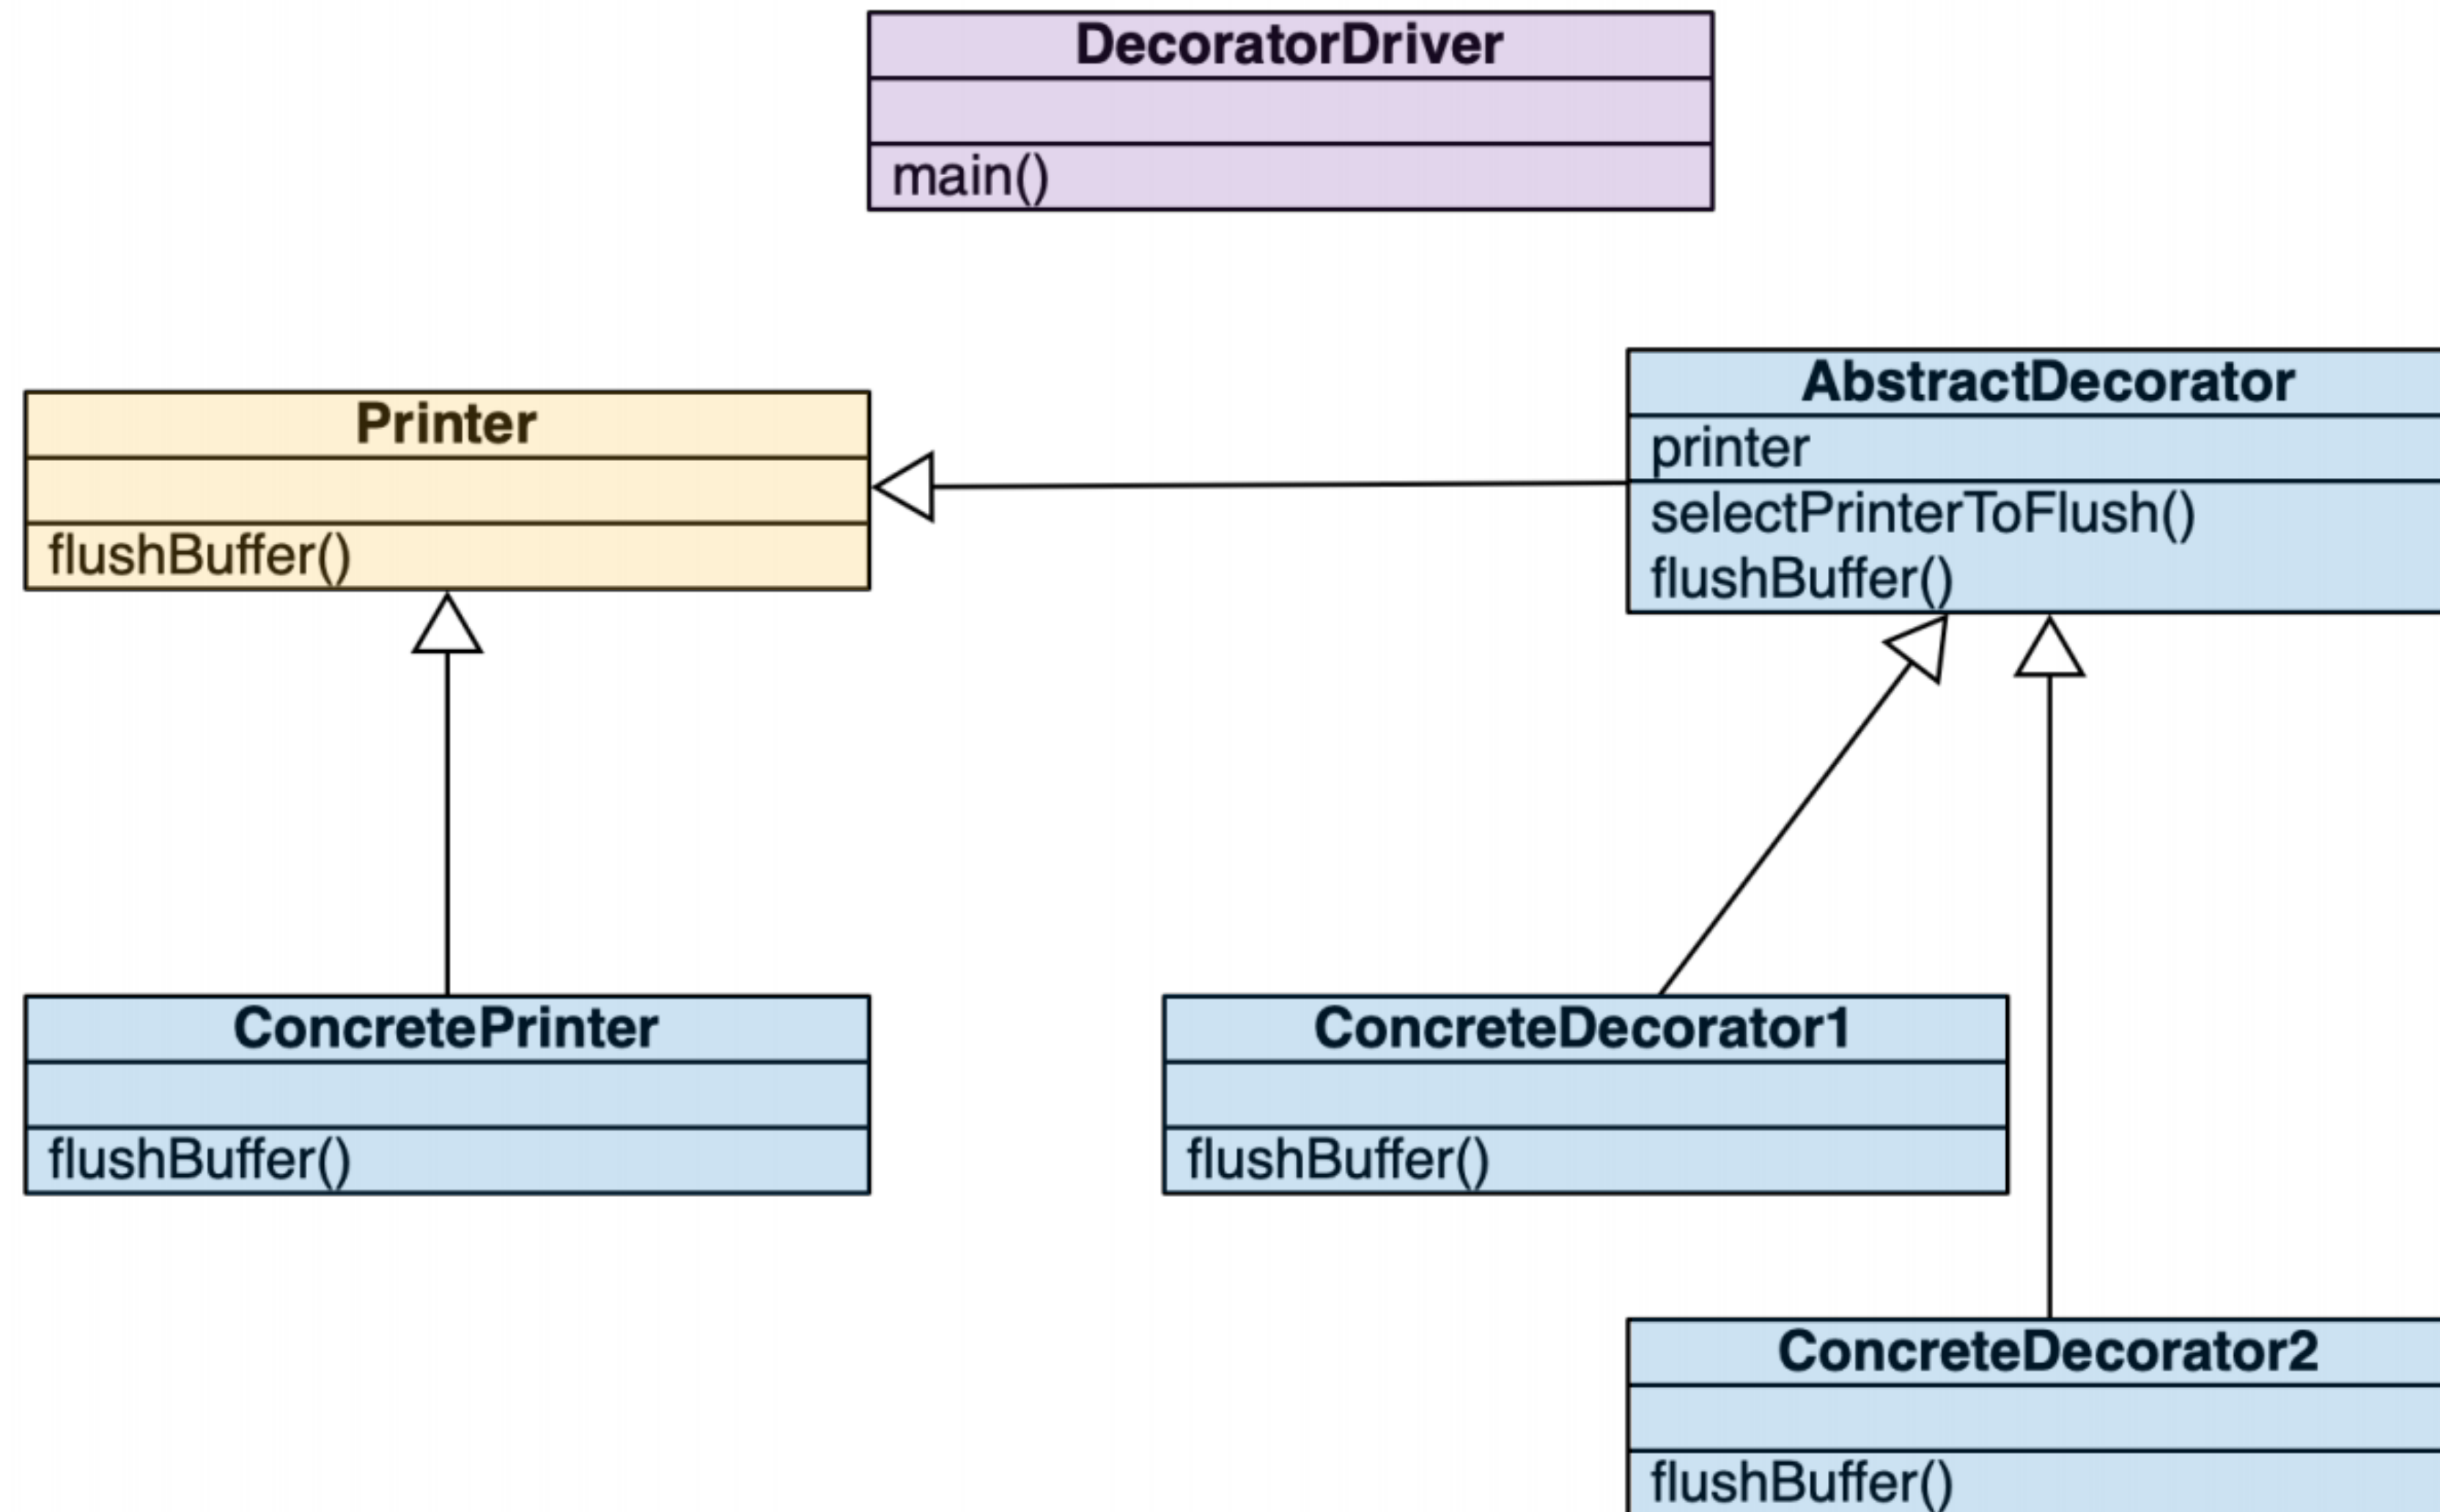 DecoratorDriver
main()
Printer
flushBuffer()
AbstractDecorator
printer
selectPrinterToFlush()
flushBuffer()
ConcretePrinter
flushBuffer()
ConcreteDecorator1
flushBuffer()
ConcreteDecorator2
flushBuffer()